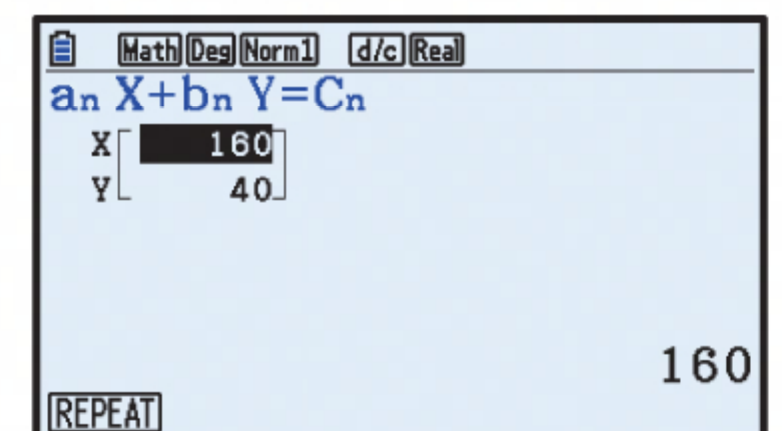 Math Deg Norm1 d/c Real
an X+bn Y=Cn
X 160
Y 40
160
REPEAT